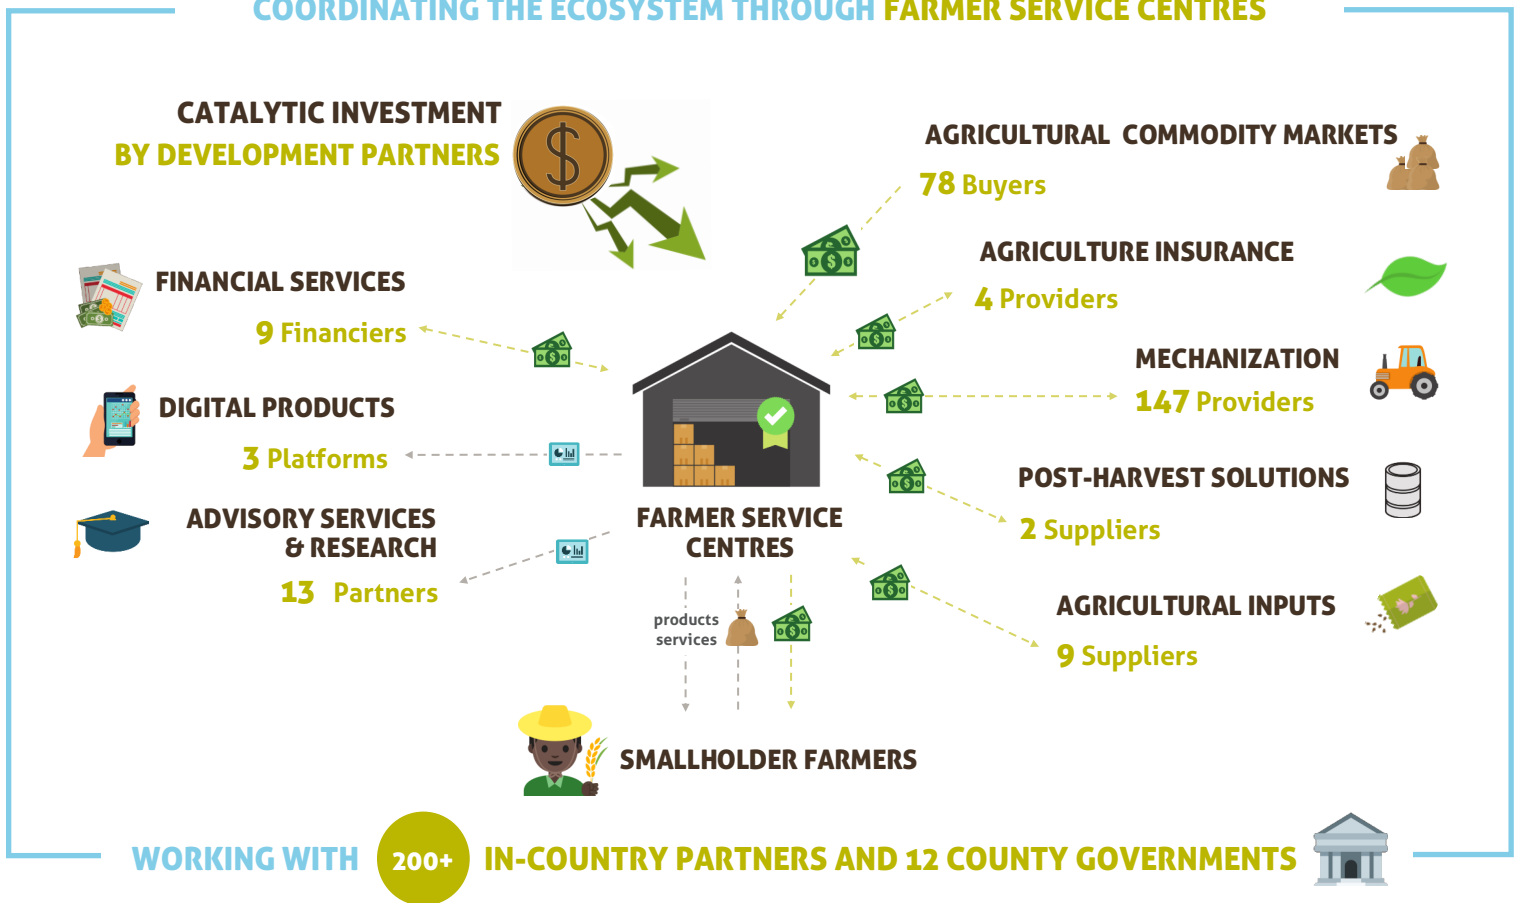 COORDINATING THE ECOSYSTEM THROUGH FARMER SERVICE CENTRES
CATALYTIC INVESTMENT
BY DEVELOPMENT PARTNERS
FINANCIAL SERVICES
9 Financiers
DIGITAL PRODUCTS
3 Platforms
ADVISORY SERVICES
& RESEARCH
13 Partners
AGRICULTURAL COMMODITY MARKETS
78 Buyers
AGRICULTURE INSURANCE
4 Providers
MECHANIZATION
147 Providers
POST-HARVEST SOLUTIONS
2 Suppliers
AGRICULTURAL INPUTS
9 Suppliers
FARMER SERVICE
CENTRES
products
services
SMALLHOLDER FARMERS
WORKING WITH 200+ IN-COUNTRY PARTNERS AND 12 COUNTY GOVERNMENTS